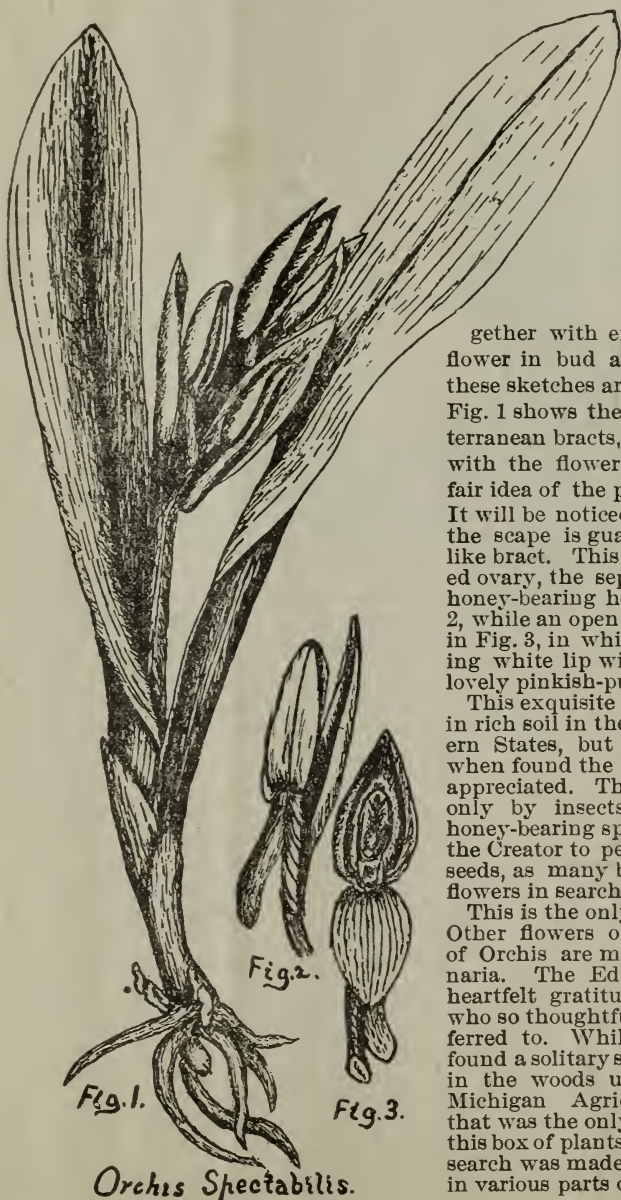 gether with e
flower in bud a
these sketches ar
Fig. 1 shows the
terranean bracts,
with the flower
fair idea of the p
It will be noticed
the scape is gua
like bract. This
ed ovary, the sep
honey-bearing h
2, while an open
in Fig. 3, in whi
ing white lip wi
lovely pinkish-pu
This exquisite
in rich soil in the
ern States, but
when found the
appreciated. Th
only by insects
honey-bearing sp
the Creator to pe
seeds, as many b
flowers in search
This is the onl
Other flowers o
of Orchis are m
naria. The Ed
heartfelt gratitu
who so thoughtfu
ferred to. Whil
found a solitary s
in the woods u
Michigan Agri
that was the only
this box of plants
search was made
in various parts o
Fig. 2.
Fig. 1.
Fig. 3.
Orchis Spectabilis.